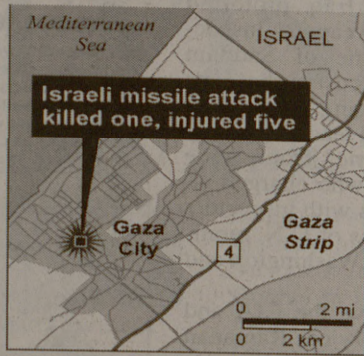 Mediterranean
Sea
ISRAEL
Israeli missile attack
killed one, injured five
Gaza
City
Gaza
Strip
4
0 2 mi
0 2 km